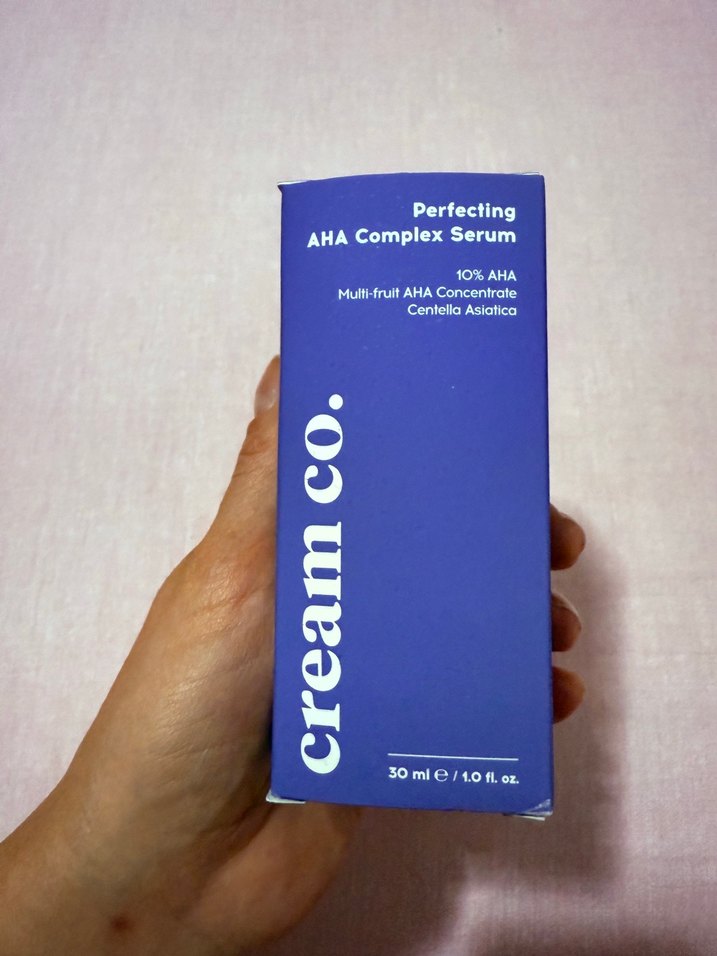 Perfecting
AHA Complex Serum
10% AHA
Multi-fruit AHA Concentrate
Centella Asiatica
cream co.
30 ml ℮ / 1.0 fl. oz.